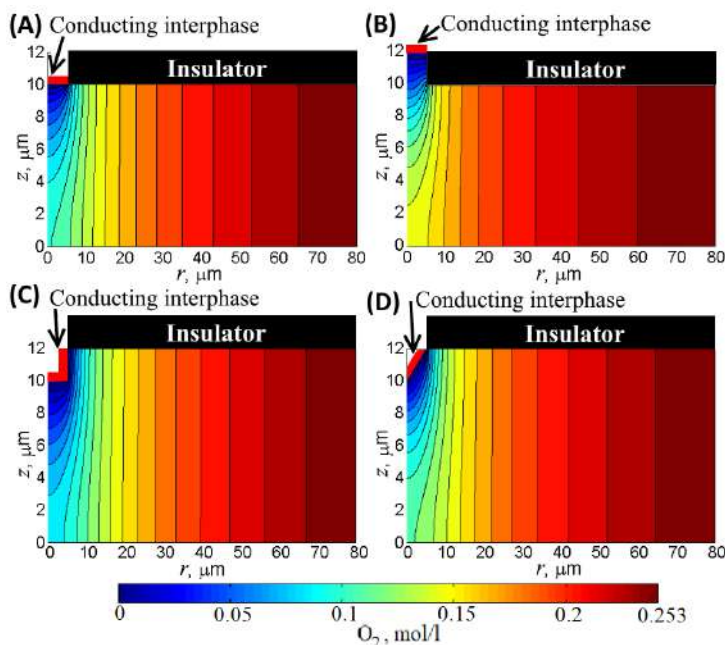 (A) Conducting interphase
Insulator
12
10
8
6
4
2
0
z, μm
0 10 20 30 40 50 60 70 80
r, μm
(B) Conducting interphase
Insulator
12
10
8
6
4
2
0
z, μm
0 10 20 30 40 50 60 70 80
r, μm
(C) Conducting interphase
Insulator
12
10
8
6
4
2
0
z, μm
0 10 20 30 40 50 60 70 80
r, μm
(D) Conducting interphase
Insulator
12
10
8
6
4
2
0
z, μm
0 10 20 30 40 50 60 70 80
r, μm
0 0.05 0.1 0.15 0.2 0.253
O₂, mol/l